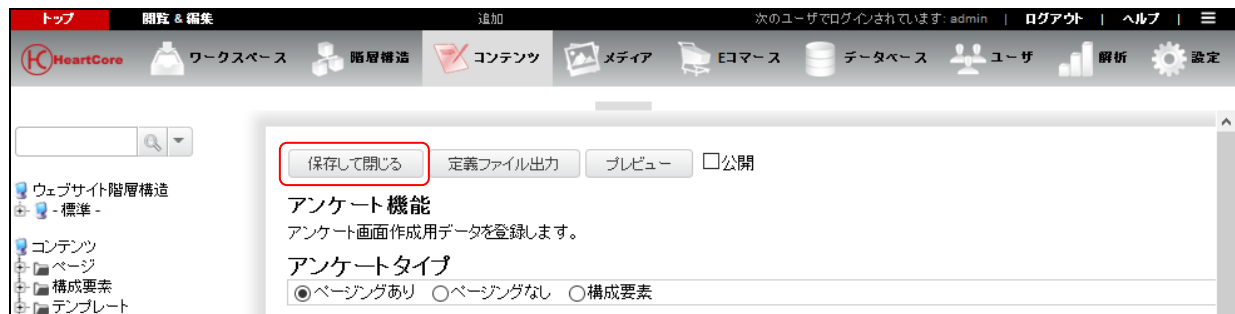 トップ 閲覧 & 編集 追加 次のユーザでログインされています: admin | ログアウト | ヘルプ | ☰
HeartCore ワークスペース 階層構造 コンテンツ メディア Eコマース データベース ユーザ 解析 設定
保存して閉じる 定義ファイル出力 プレビュー □公開
ウェブサイト階層構造
- 標準 -
アンケート機能
アンケート画面作成用データを登録します。
コンテンツ
ページ
構成要素
テンプレート
アンケートタイプ
ページングあり ページングなし 構成要素